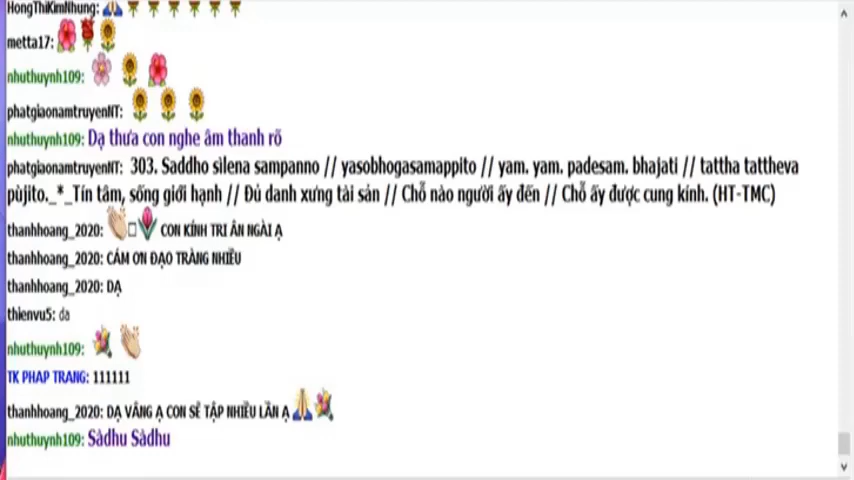 HongThiKimNhung:
metta17:
nhuthuynh109:
phatgiaonamtruyenNT:
nhuthuynh109: Dạ thưa con nghe âm thanh rõ
phatgiaonamtruyenNT: 303. Saddho sìlena sampanno // yasobhogasamappito // yam. yam. padesam. bhajati // tattha tattheva
pùjito._*_Tín tâm, sống giới hạnh // Đủ danh xưng tài sản // Chỗ nào người ấy đến // Chỗ ấy được cung kính. (HT-TMC)
thanhhoang_2020: CON KÍNH TRI ÂN NGÀI Ạ
thanhhoang_2020: CÁM ƠN ĐẠO TRÀNG NHIỀU
thanhhoang_2020: DẠ
thienvu5: da
nhuthuynh109:
TK PHAP TRANG: 111111
thanhhoang_2020: DẠ VÂNG Ạ CON SẼ TẬP NHIỀU LẦN Ạ
nhuthuynh109: Sàdhu Sàdhu